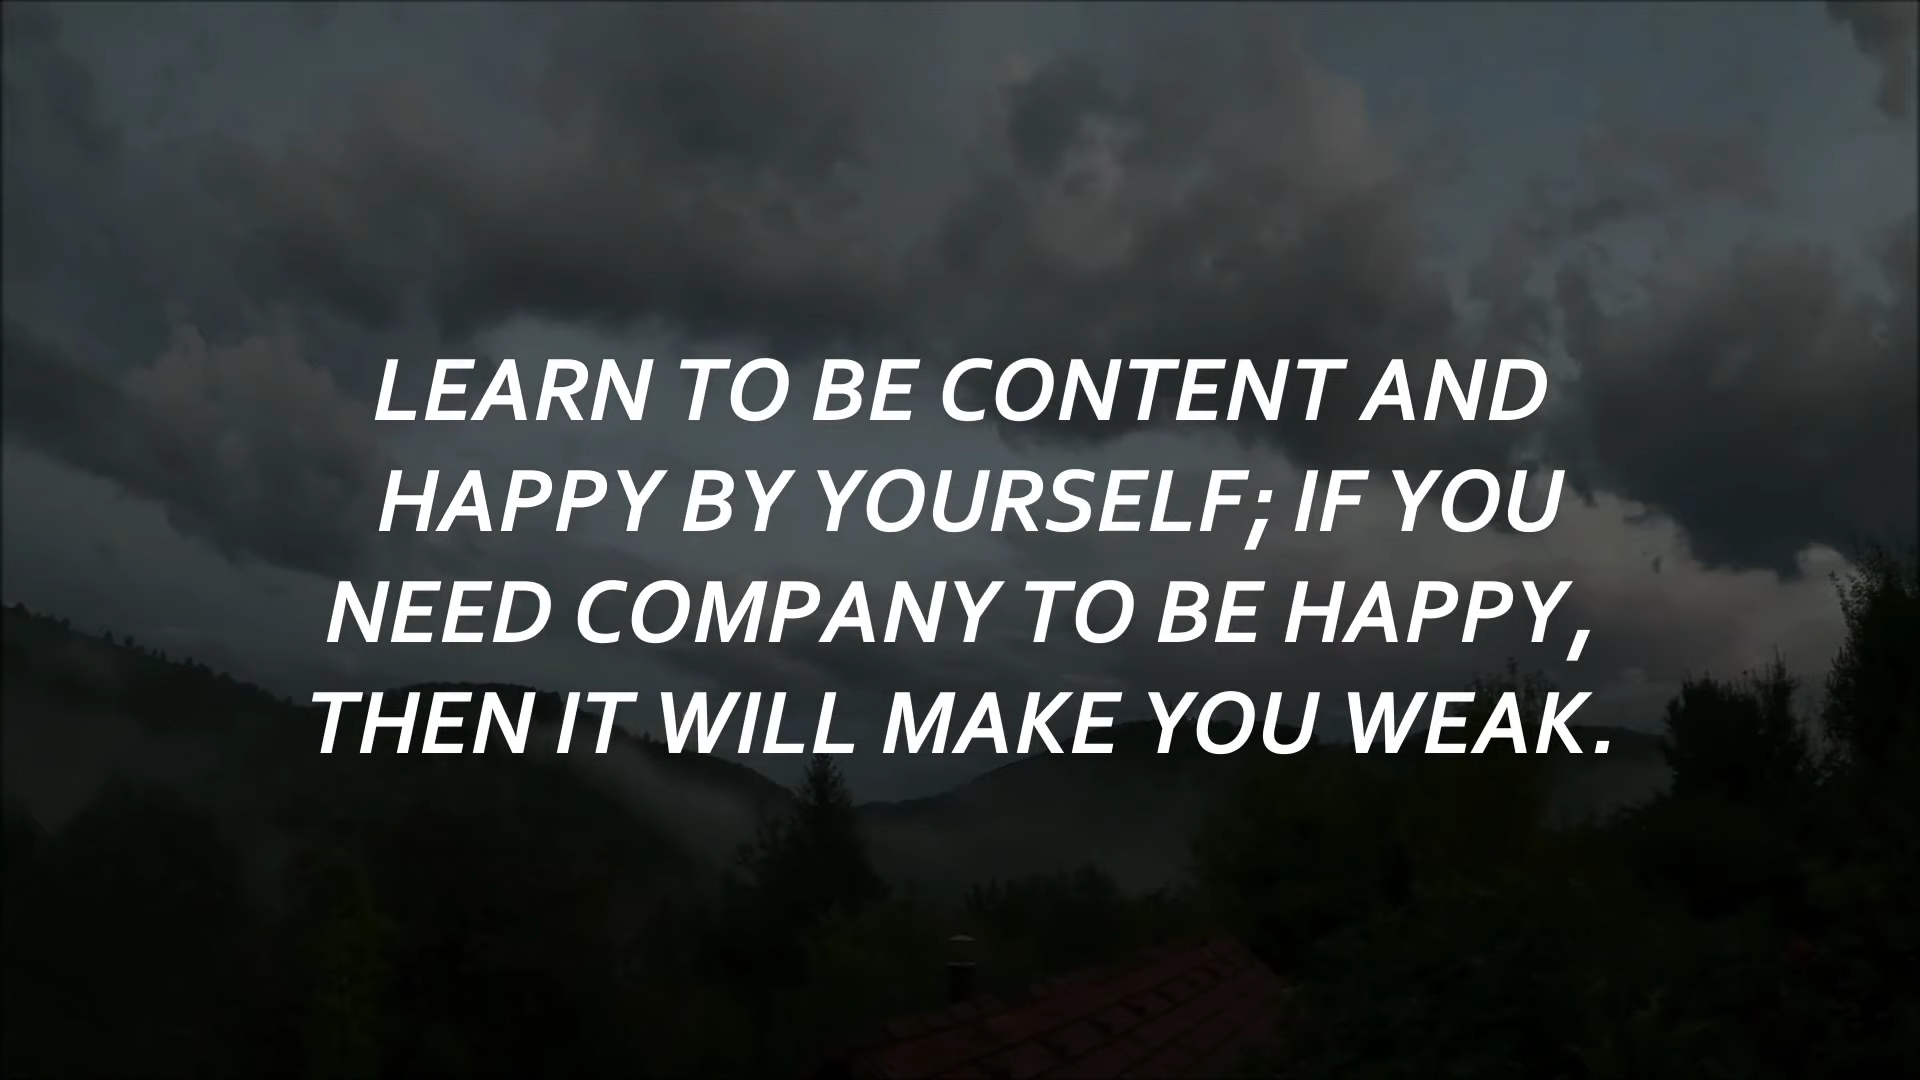 LEARN TO BE CONTENT AND
HAPPY BY YOURSELF; IF YOU
NEED COMPANY TO BE HAPPY,
THEN IT WILL MAKE YOU WEAK.